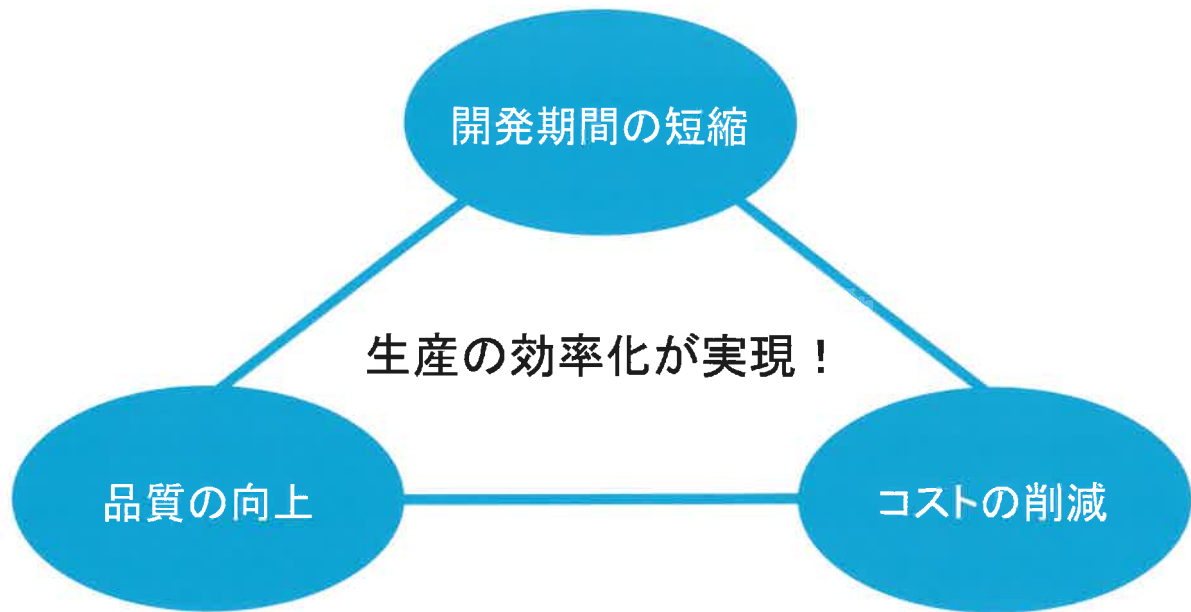 開発期間の短縮
生産の効率化が実現！
品質の向上
コストの削減